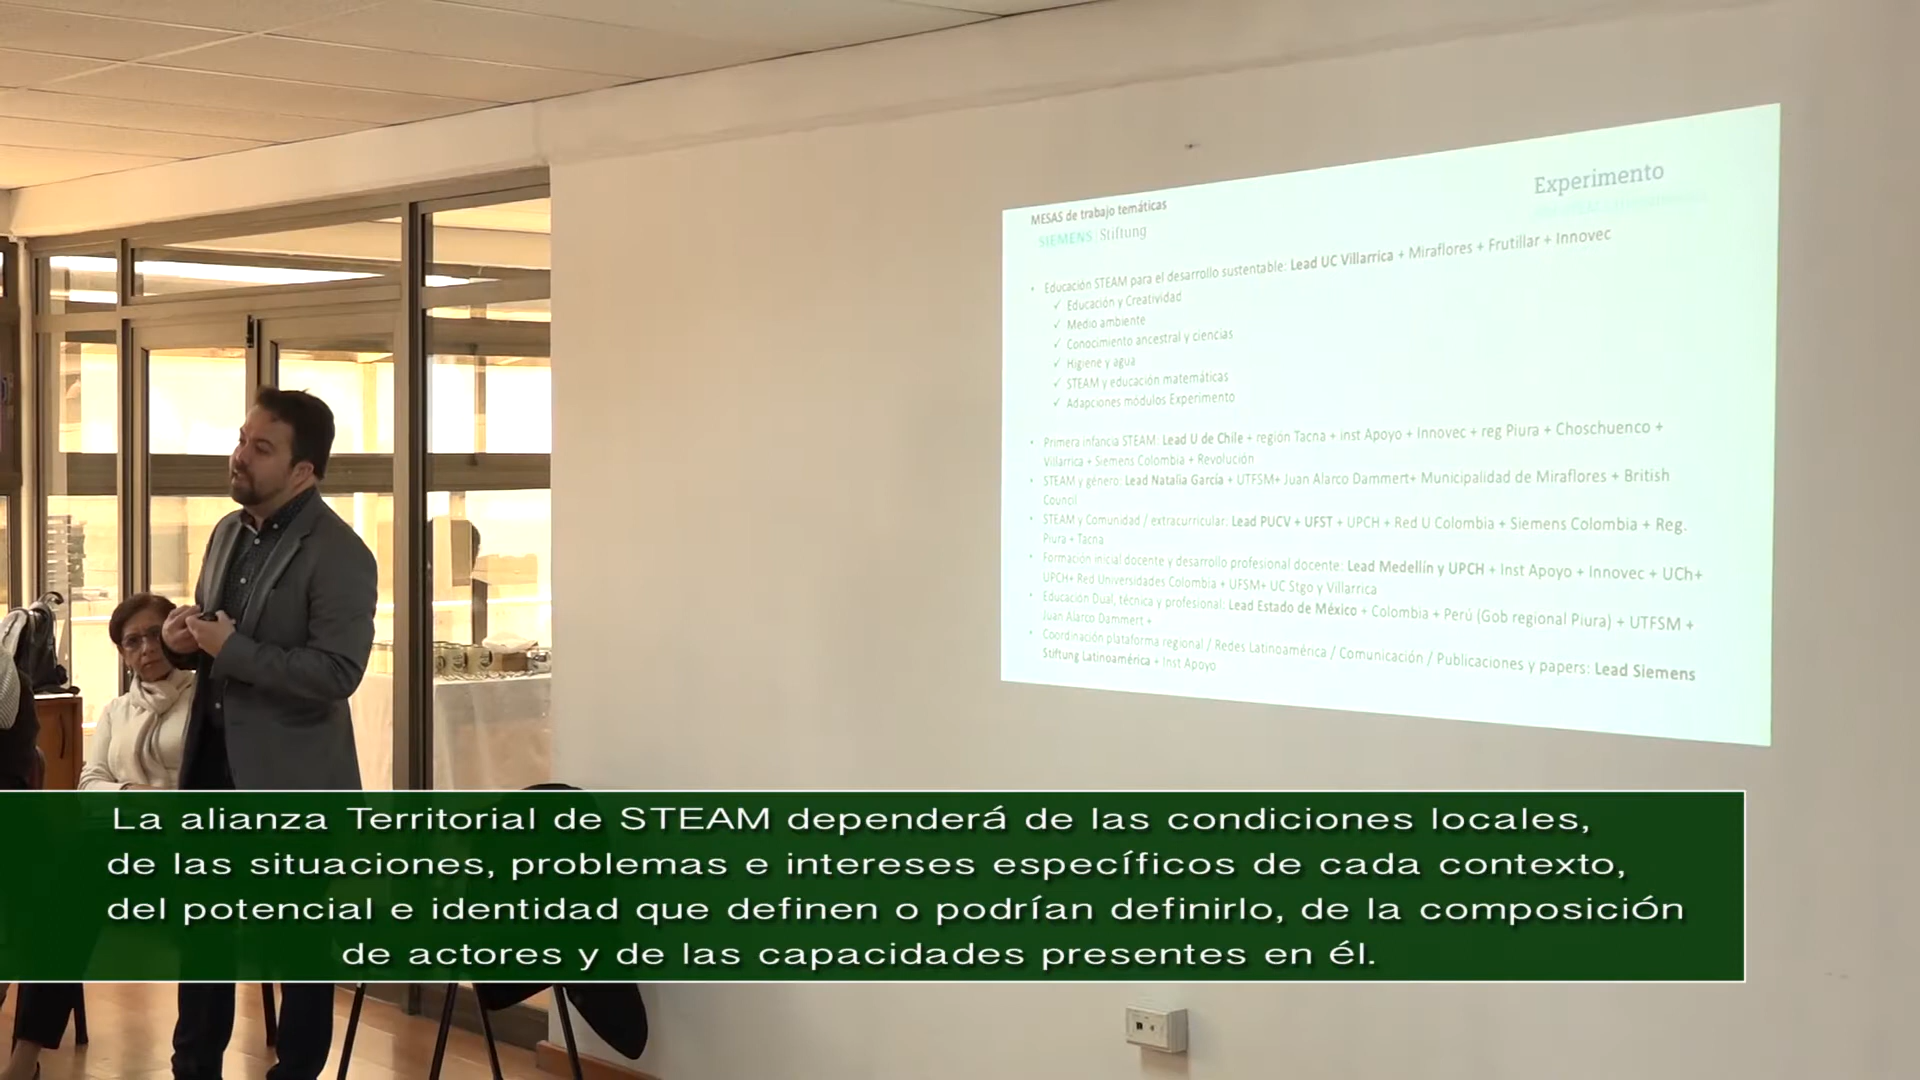 MESAS de trabajo temáticas
SIEMENS Stiftung
Experimento
• Educación STEAM para el desarrollo sustentable: Lead UC Villarrica + Miraflores + Frutillar + Innovec
✓ Educación y Creatividad
✓ Medio ambiente
✓ Conocimiento ancestral y ciencias
✓ Higiene y agua
✓ STEAM y educación matemáticas
✓ Adapciones módulos Experimento
• Primera infancia STEAM: Lead U de Chile + región Tacna + inst Apoyo + Innovec + reg Piura + Choschuenco +
Villarrica + Siemens Colombia + Revolución
• STEAM y género: Lead Natalia García + UTFSM+ Juan Alarco Dammert+ Municipalidad de Miraflores + British
Council
• STEAM y Comunidad / extracurricular: Lead PUCV + UFST + UPCH + Red U Colombia + Siemens Colombia + Reg.
Piura + Tacna
• Formación inicial docente y desarrollo profesional docente: Lead Medellín y UPCH + Inst Apoyo + Innovec + UCh+
UPCH+ Red Universidades Colombia + UFSM+ UC Stgo y Villarrica
• Educación Dual, técnica y profesional: Lead Estado de México + Colombia + Perú (Gob regional Piura) + UTFSM +
Juan Alarco Dammert +
• Coordinación plataforma regional / Redes Latinoamérica / Comunicación / Publicaciones y papers: Lead Siemens
Stiftung Latinoamérica + Inst Apoyo
La alianza Territorial de STEAM dependerá de las condiciones locales,
de las situaciones, problemas e intereses específicos de cada contexto,
del potencial e identidad que definen o podrían definirlo, de la composición
de actores y de las capacidades presentes en él.